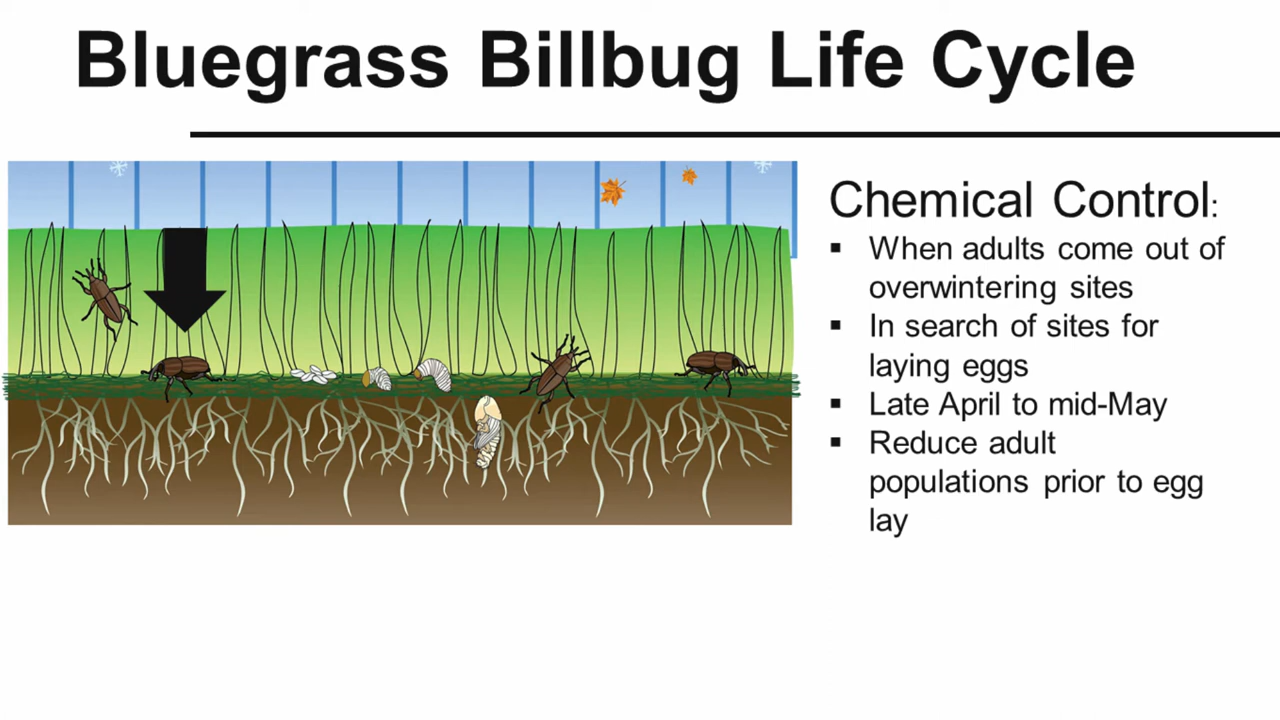 Bluegrass Billbug Life Cycle
Chemical Control:
▪ When adults come out of
overwintering sites
▪ In search of sites for
laying eggs
▪ Late April to mid-May
▪ Reduce adult
populations prior to egg
lay